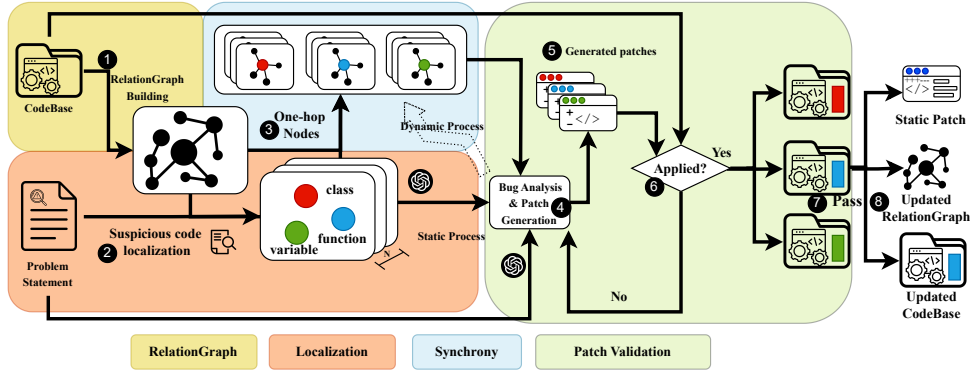 1
RelationGraph
Building
CodeBase
3
One-hop
Nodes
Dynamic Process
5
Generated patches
+
−
</>
Applied?
6
Yes
No
Static Patch
+++
</>
7
Pass
8
Updated
RelationGraph
Updated
CodeBase
Bug Analysis
& Patch
Generation
4
class
function
variable
N
Static Process
2
Suspicious code
localization
Problem
Statement
RelationGraph
Localization
Synchrony
Patch Validation